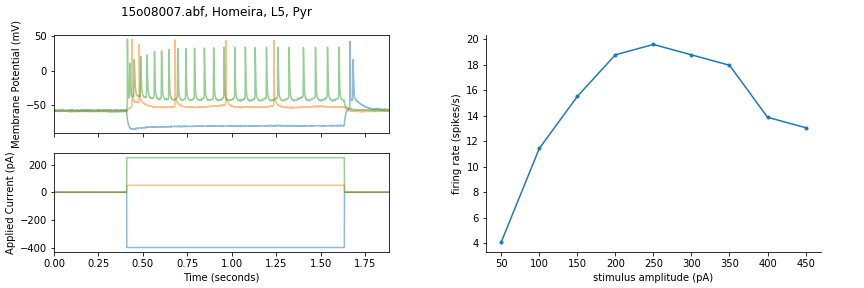 15o08007.abf, Homeira, L5, Pyr
Membrane Potential (mV)
50
0
−50
Applied Current (pA)
200
0
−200
−400
0.00 0.25 0.50 0.75 1.00 1.25 1.50 1.75
Time (seconds)
firing rate (spikes/s)
20
18
16
14
12
10
8
6
4
50 100 150 200 250 300 350 400 450
stimulus amplitude (pA)